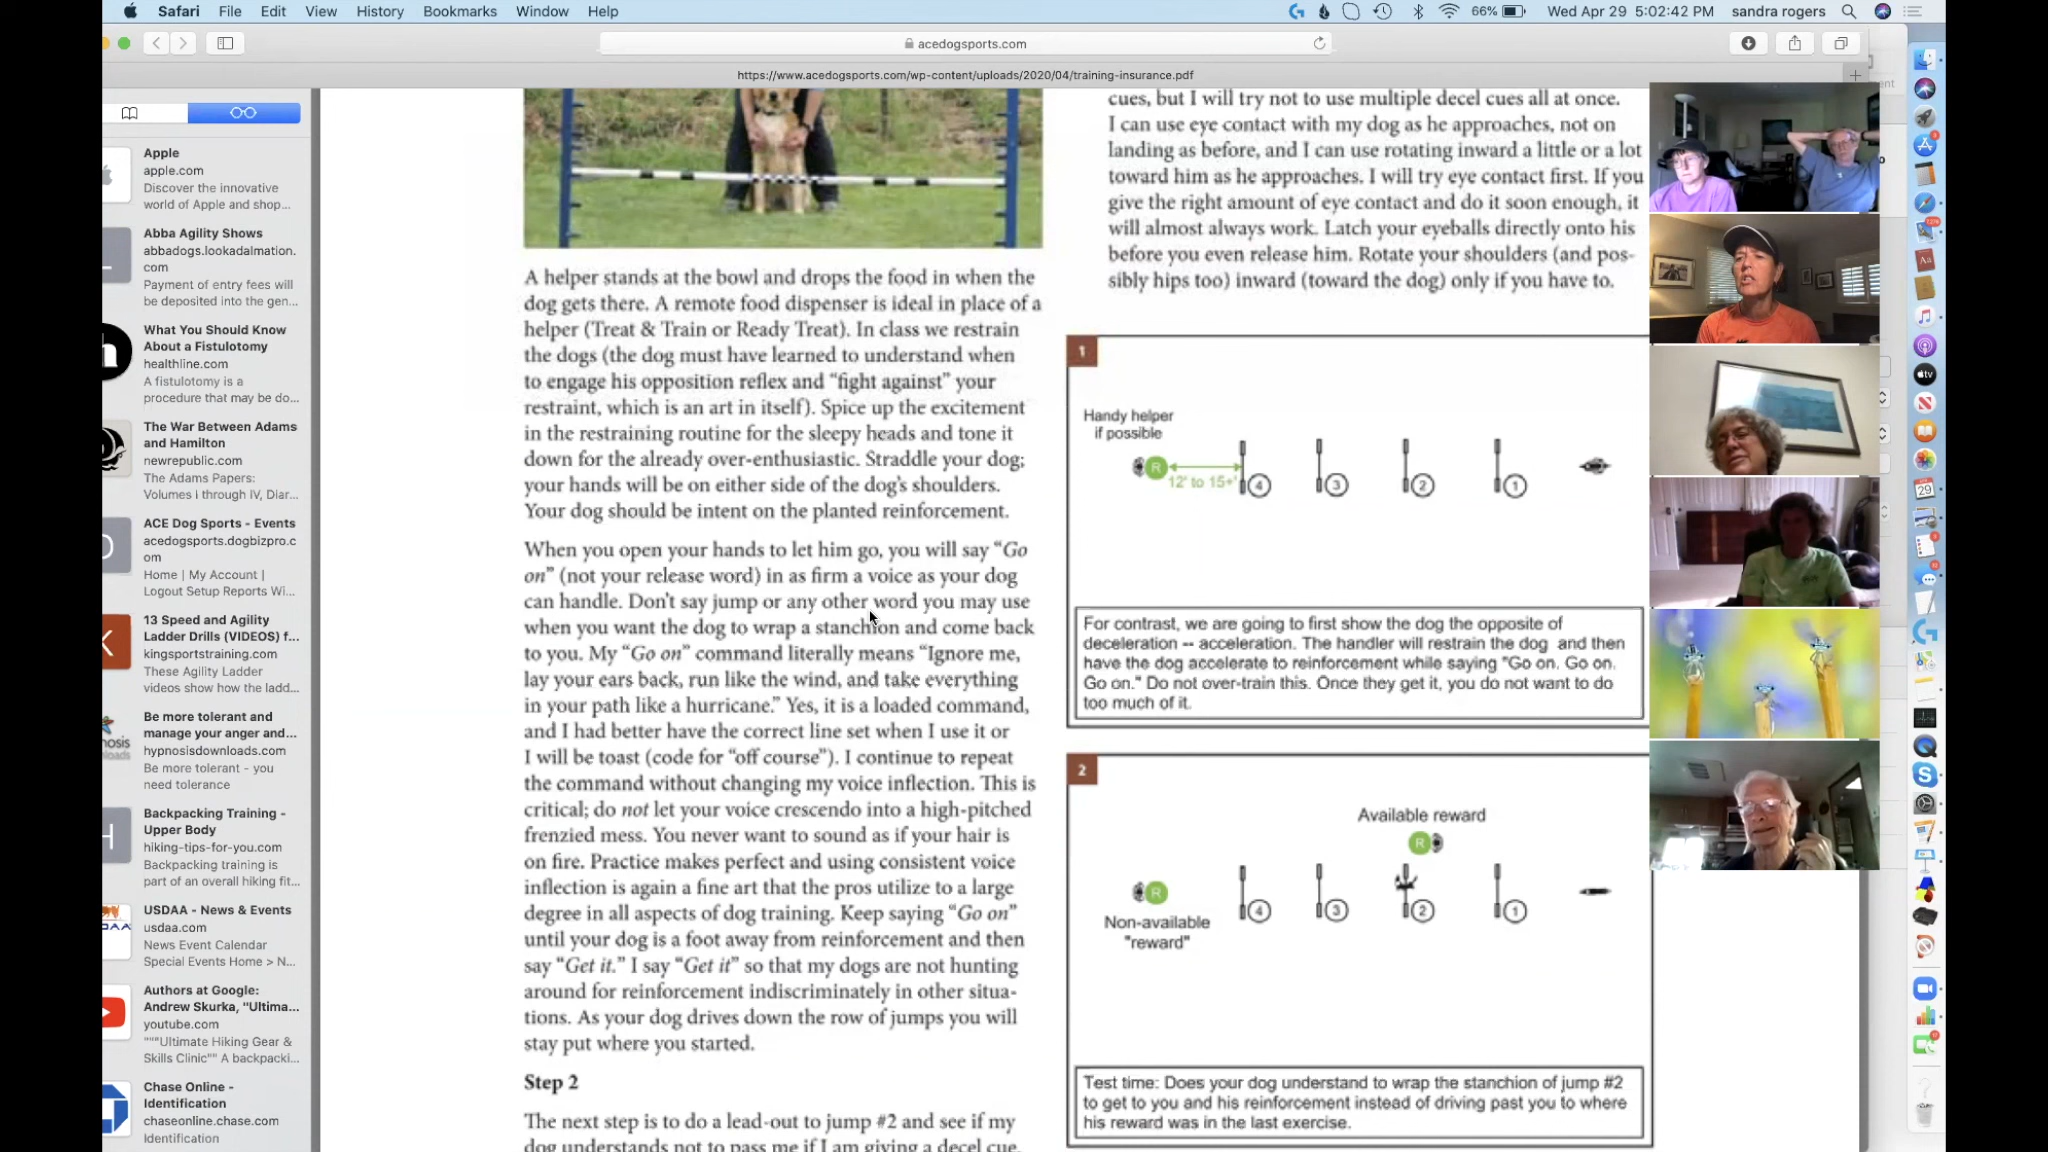 Safari File Edit View History Bookmarks Window Help
66% Wed Apr 29 5:02:42 PM sandra rogers
acedogsports.com
https://www.acedogsports.com/wp-content/uploads/2020/04/training-insurance.pdf
Apple
apple.com
Discover the innovative
world of Apple and shop...
Abba Agility Shows
abbadogs.lookadalmation.
com
Payment of entry fees will
be deposited into the gen...
What You Should Know
About a Fistulotomy
healthline.com
A fistulotomy is a
procedure that may be do...
The War Between Adams
and Hamilton
newrepublic.com
The Adams Papers:
Volumes i through IV, Diar...
ACE Dog Sports - Events
acedogsports.dogbizpro.c
om
Home | My Account |
Logout Setup Reports Wi...
13 Speed and Agility
Ladder Drills (VIDEOS) f...
kingsportstraining.com
These Agility Ladder
videos show how the ladd...
Be more tolerant and
manage your anger and...
hypnosisdownloads.com
Be more tolerant - you
need tolerance
Backpacking Training -
Upper Body
hiking-tips-for-you.com
Backpacking training is
part of an overall hiking fit...
USDAA - News & Events
usdaa.com
News Event Calendar
Special Events Home > N...
Authors at Google:
Andrew Skurka, "Ultima...
youtube.com
"""Ultimate Hiking Gear &
Skills Clinic"" A backpacki...
Chase Online -
Identification
chaseonline.chase.com
Identification
A helper stands at the bowl and drops the food in when the
dog gets there. A remote food dispenser is ideal in place of a
helper (Treat & Train or Ready Treat). In class we restrain
the dogs (the dog must have learned to understand when
to engage his opposition reflex and “fight against” your
restraint, which is an art in itself). Spice up the excitement
in the restraining routine for the sleepy heads and tone it
down for the already over-enthusiastic. Straddle your dog;
your hands will be on either side of the dog’s shoulders.
Your dog should be intent on the planted reinforcement.
When you open your hands to let him go, you will say “Go
on” (not your release word) in as firm a voice as your dog
can handle. Don’t say jump or any other word you may use
when you want the dog to wrap a stanchion and come back
to you. My “Go on” command literally means “Ignore me,
lay your ears back, run like the wind, and take everything
in your path like a hurricane.” Yes, it is a loaded command,
and I had better have the correct line set when I use it or
I will be toast (code for “off course”). I continue to repeat
the command without changing my voice inflection. This is
critical; do not let your voice crescendo into a high-pitched
frenzied mess. You never want to sound as if your hair is
on fire. Practice makes perfect and using consistent voice
inflection is again a fine art that the pros utilize to a large
degree in all aspects of dog training. Keep saying “Go on”
until your dog is a foot away from reinforcement and then
say “Get it.” I say “Get it” so that my dogs are not hunting
around for reinforcement indiscriminately in other situa-
tions. As your dog drives down the row of jumps you will
stay put where you started.
Step 2
The next step is to do a lead-out to jump #2 and see if my
dog understands not to pass me if I am giving a decel cue.
cues, but I will try not to use multiple decel cues all at once.
I can use eye contact with my dog as he approaches, not on
landing as before, and I can use rotating inward a little or a lot
toward him as he approaches. I will try eye contact first. If you
give the right amount of eye contact and do it soon enough, it
will almost always work. Latch your eyeballs directly onto his
before you even release him. Rotate your shoulders (and pos-
sibly hips too) inward (toward the dog) only if you have to.
1
Handy helper
if possible
R
12' to 15+'
4 3 2 1
For contrast, we are going to first show the dog the opposite of
deceleration -- acceleration. The handler will restrain the dog and then
have the dog accelerate to reinforcement while saying "Go on. Go on.
Go on." Do not over-train this. Once they get it, you do not want to do
too much of it.
2
Available reward
R
R
4 3 2 1
Non-available
"reward"
Test time: Does your dog understand to wrap the stanchion of jump #2
to get to you and his reinforcement instead of driving past you to where
his reward was in the last exercise.